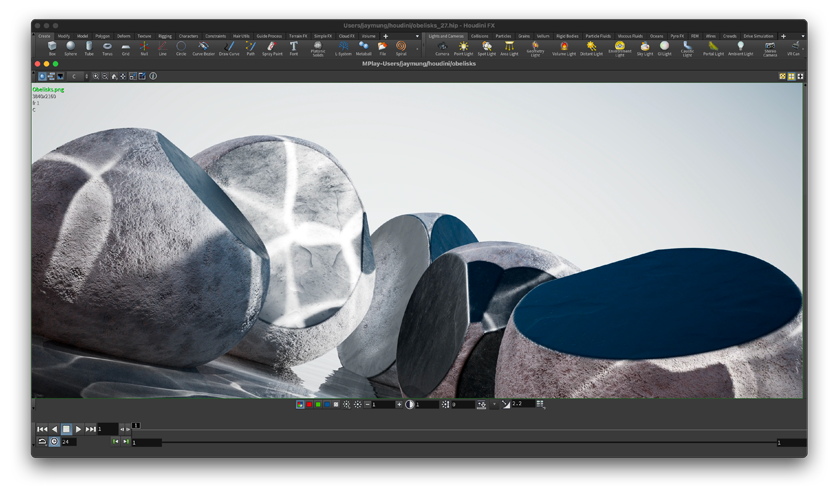 Users/jaymung/houdini/obelisks_27.hip - Houdini FX
Create Modify Model Polygon Deform Texture Rigging Characters Constraints Hair Utils Guide Process Terrain FX Simple FX Cloud FX Volume
Lights and Cameras Collisions Particles Grains Vellum Rigid Bodies Particle Fluids Viscous Fluids Oceans Pyro FX FEM Wires Crowds Drive Simulation
Box Sphere Tube Torus Grid Null Line Circle Curve Bezier Draw Curve Path Spray Paint Font Platonic Solids L-System Metaball File Spiral
Camera Point Light Spot Light Area Light Geometry Light Volume Light Distant Light Environment Light Sky Light GI Light Caustic Light Portal Light Ambient Light Stereo Camera VR Cam
MPlay-Users/jaymung/houdini/obelisks
Obelisks.png
fr 1
C
1 1 0 2.2
1 1
24 1 1